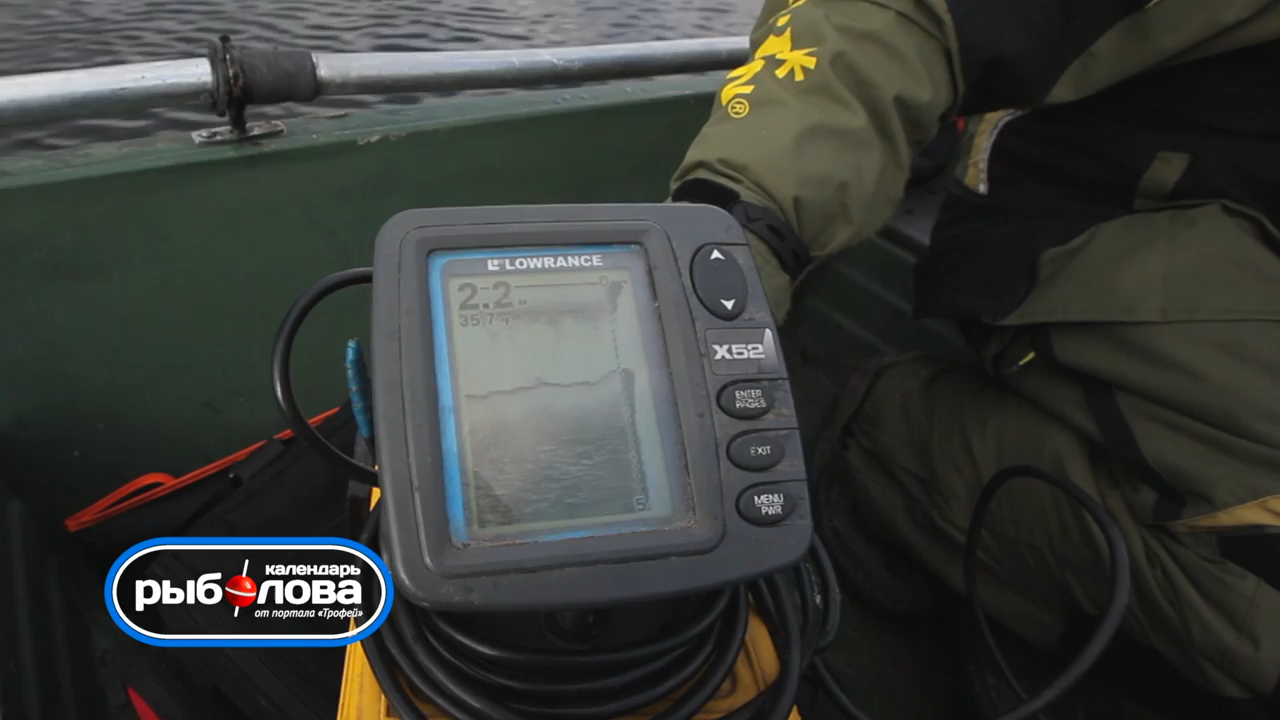 ®
LOWRANCE
2.2 м
0
35.7
X52
ENTER
PAGES
EXIT
MENU
PWR
5
календарь
рыболова
от портала «Трофей»